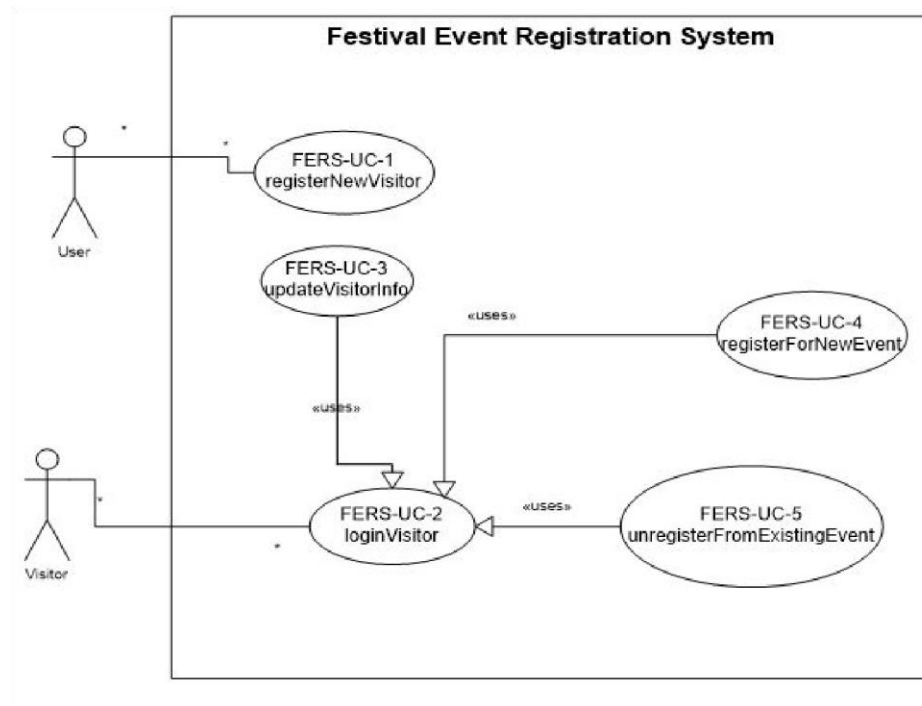 Festival Event Registration System
*
*
FERS-UC-1
registerNewVisitor
User
FERS-UC-3
updateVisitorInfo
«uses»
FERS-UC-4
registerForNewEvent
«uses»
*
FERS-UC-2
loginVisitor
«uses»
FERS-UC-5
unregisterFromExistingEvent
*
Visitor